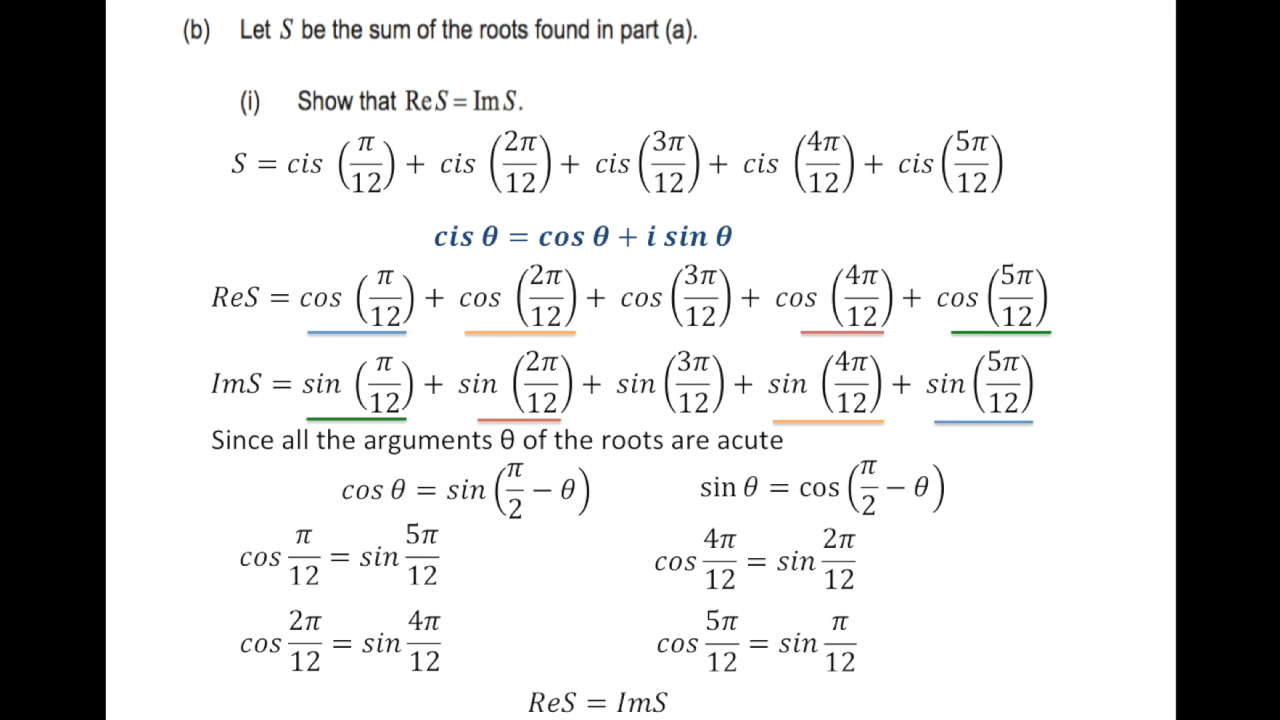 (b) Let S be the sum of the roots found in part (a).
(i) Show that Re S = Im S.
S = cis (π/12) + cis (2π/12) + cis (3π/12) + cis (4π/12) + cis (5π/12)
cis θ = cos θ + i sin θ
ReS = cos (π/12) + cos (2π/12) + cos (3π/12) + cos (4π/12) + cos (5π/12)
ImS = sin (π/12) + sin (2π/12) + sin (3π/12) + sin (4π/12) + sin (5π/12)
Since all the arguments θ of the roots are acute
cos θ = sin (π/2 − θ) sin θ = cos (π/2 − θ)
cos π/12 = sin 5π/12 cos 4π/12 = sin 2π/12
cos 2π/12 = sin 4π/12 cos 5π/12 = sin π/12
ReS = ImS